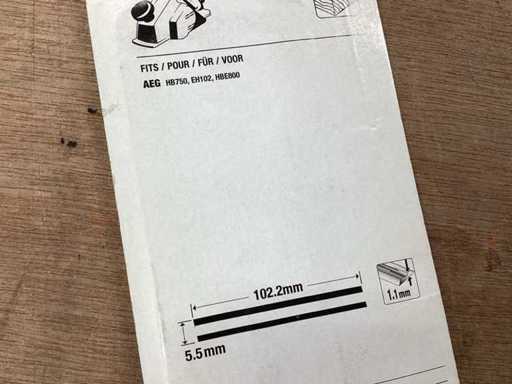 FITS / POUR / FÜR / VOOR
AEG HB750, EH102, HBE800
102.2mm
1.1mm
5.5mm